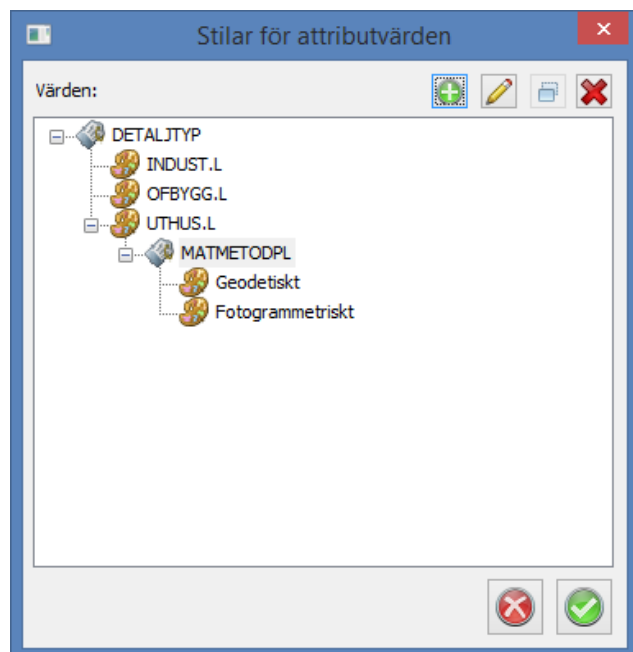 Stilar för attributvärden
Värden:
DETALJTYP
INDUST.L
OFBYGG.L
UTHUS.L
MATMETODPL
Geodetiskt
Fotogrammetriskt